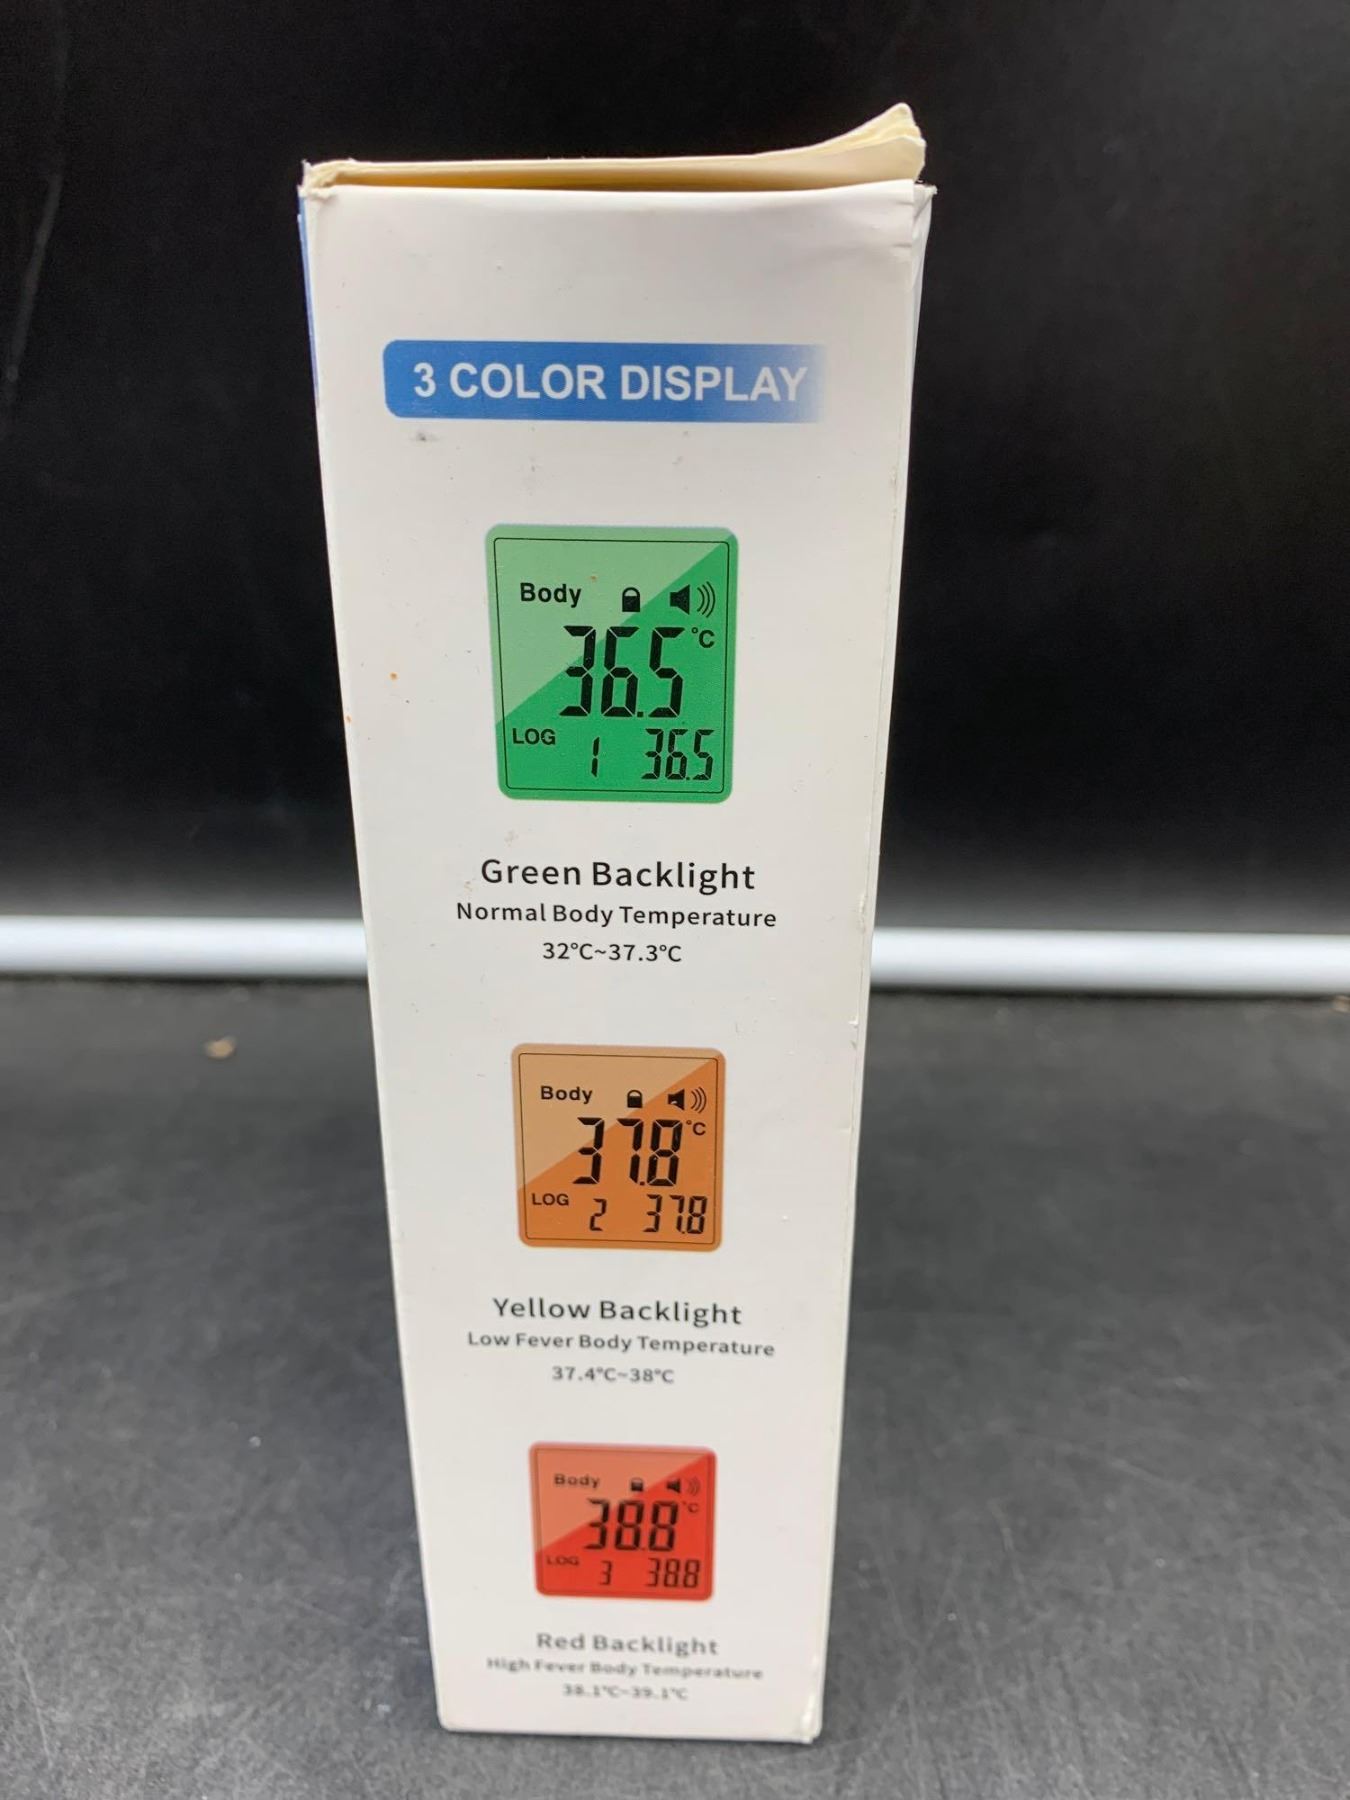 3 COLOR DISPLAY
Body
36.5 °C
LOG 1 36.5
Green Backlight
Normal Body Temperature
32°C~37.3°C
Body
37.8 °C
LOG 2 37.8
Yellow Backlight
Low Fever Body Temperature
37.4°C~38°C
Body
38.8 °C
LOG 3 38.8
Red Backlight
High Fever Body Temperature
38.1°C~39.1°C